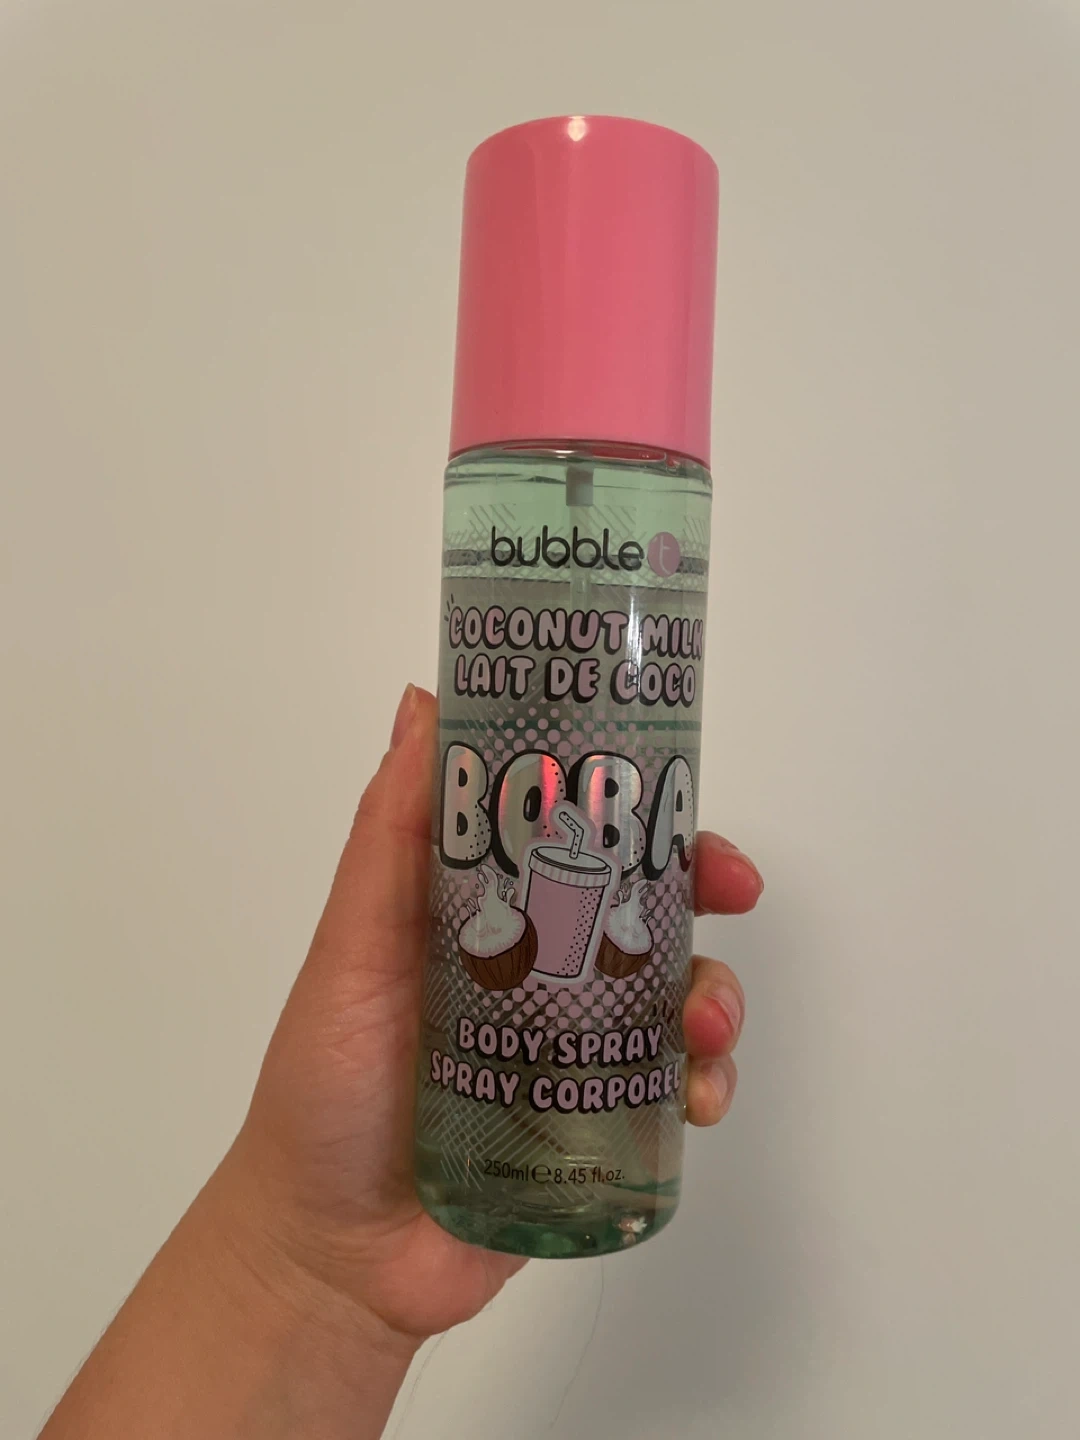 bubble t
COCONUT MILK
LAIT DE COCO
BOBA
BODY SPRAY
SPRAY CORPOREL
250ml ℮ 8.45 fl.oz.